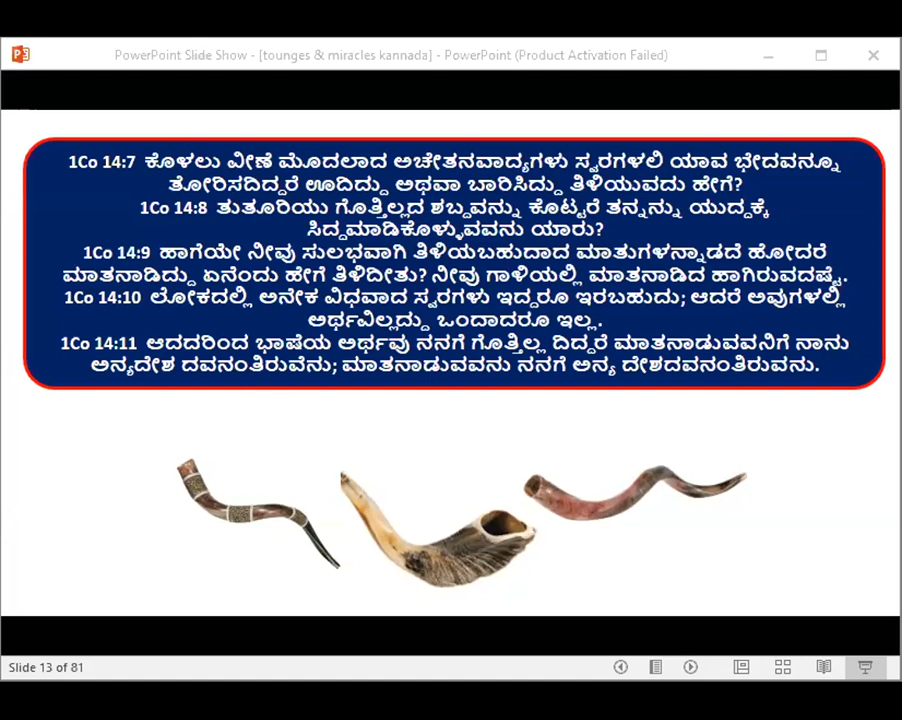 PowerPoint Slide Show - [tounges & miracles kannada] - PowerPoint (Product Activation Failed)
1Co 14:7 ಕೊಳಲು ವೀಣೆ ಮೊದಲಾದ ಅಚೇತನವಾದ್ಯಗಳು ಸ್ವರಗಳಲಿ ಯಾವ ಭೇದವನ್ನೂ
ತೋರಿಸದಿದ್ದರೆ ಊದಿದ್ದು ಅಥವಾ ಬಾರಿಸಿದ್ದು ತಿಳಿಯುವದು ಹೇಗೆ?
1Co 14:8 ತುತೂರಿಯು ಗೊತ್ತಿಲ್ಲದ ಶಬ್ದವನ್ನು ಕೊಟ್ಟರೆ ತನ್ನನ್ನು ಯುದ್ಧಕ್ಕೆ
ಸಿದ್ದಮಾಡಿಕೊಳ್ಳುವವನು ಯಾರು?
1Co 14:9 ಹಾಗೆಯೇ ನೀವು ಸುಲಭವಾಗಿ ತಿಳಿಯಬಹುದಾದ ಮಾತುಗಳನ್ನಾಡದೆ ಹೋದರೆ
ಮಾತನಾಡಿದ್ದು ಏನೆಂದು ಹೇಗೆ ತಿಳಿದೀತು? ನೀವು ಗಾಳಿಯಲ್ಲಿ ಮಾತನಾಡಿದ ಹಾಗಿರುವದಷ್ಟೆ.
1Co 14:10 ಲೋಕದಲ್ಲಿ ಅನೇಕ ವಿಧವಾದ ಸ್ವರಗಳು ಇದ್ದರೂ ಇರಬಹುದು; ಆದರೆ ಅವುಗಳಲ್ಲಿ
ಅರ್ಥವಿಲ್ಲದ್ದು ಒಂದಾದರೂ ಇಲ್ಲ.
1Co 14:11 ಆದದರಿಂದ ಭಾಷೆಯ ಅರ್ಥವು ನನಗೆ ಗೊತ್ತಿಲ್ಲ ದಿದ್ದರೆ ಮಾತನಾಡುವವನಿಗೆ ನಾನು
ಅನ್ಯದೇಶ ದವನಂತಿರುವೆನು; ಮಾತನಾಡುವವನು ನನಗೆ ಅನ್ಯ ದೇಶದವನಂತಿರುವನು.
Slide 13 of 81